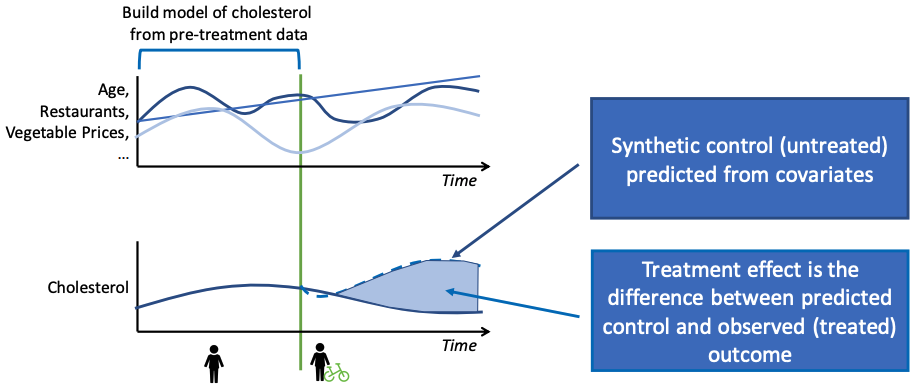 Build model of cholesterol
from pre-treatment data
Age,
Restaurants,
Vegetable Prices,
...
Time
Synthetic control (untreated)
predicted from covariates
Cholesterol
Time
Treatment effect is the
difference between predicted
control and observed (treated)
outcome